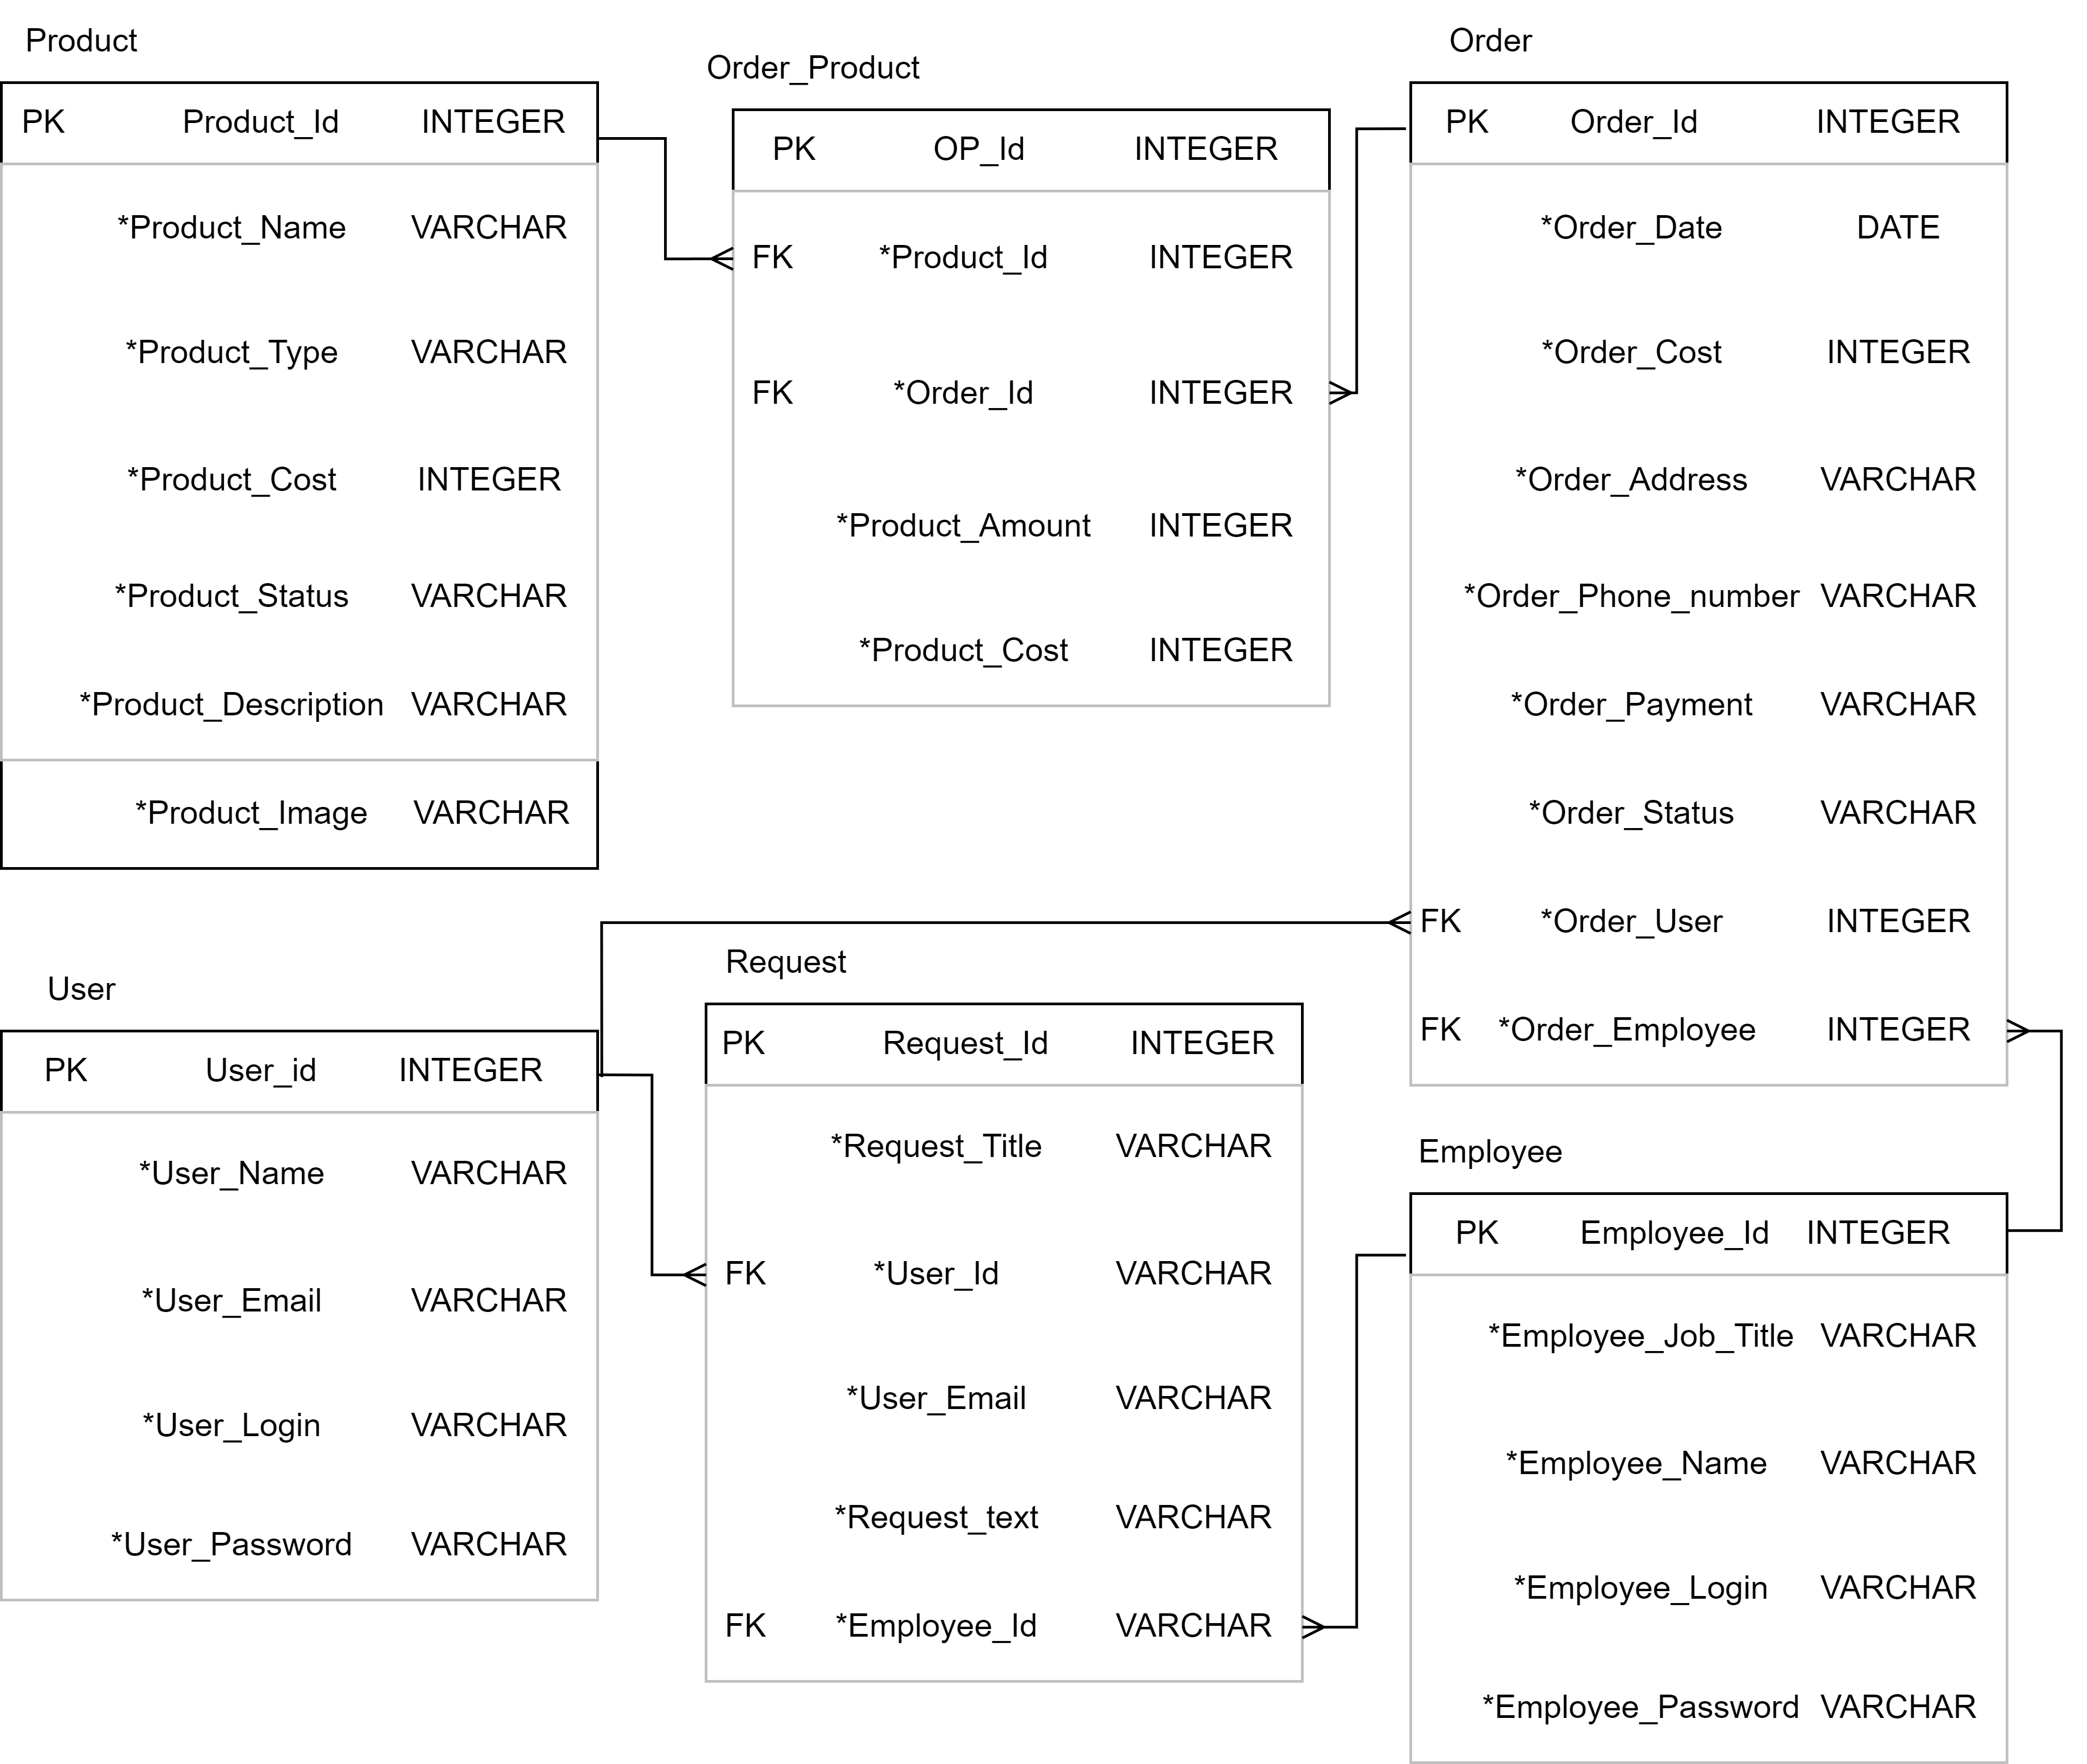 Product
PK Product_Id INTEGER
*Product_Name VARCHAR
*Product_Type VARCHAR
*Product_Cost INTEGER
*Product_Status VARCHAR
*Product_Description VARCHAR
*Product_Image VARCHAR
Order_Product
PK OP_Id INTEGER
FK *Product_Id INTEGER
FK *Order_Id INTEGER
*Product_Amount INTEGER
*Product_Cost INTEGER
Order
PK Order_Id INTEGER
*Order_Date DATE
*Order_Cost INTEGER
*Order_Address VARCHAR
*Order_Phone_number VARCHAR
*Order_Payment VARCHAR
*Order_Status VARCHAR
FK *Order_User INTEGER
FK *Order_Employee INTEGER
User
PK User_id INTEGER
*User_Name VARCHAR
*User_Email VARCHAR
*User_Login VARCHAR
*User_Password VARCHAR
Request
PK Request_Id INTEGER
*Request_Title VARCHAR
FK *User_Id VARCHAR
*User_Email VARCHAR
*Request_text VARCHAR
FK *Employee_Id VARCHAR
Employee
PK Employee_Id INTEGER
*Employee_Job_Title VARCHAR
*Employee_Name VARCHAR
*Employee_Login VARCHAR
*Employee_Password VARCHAR